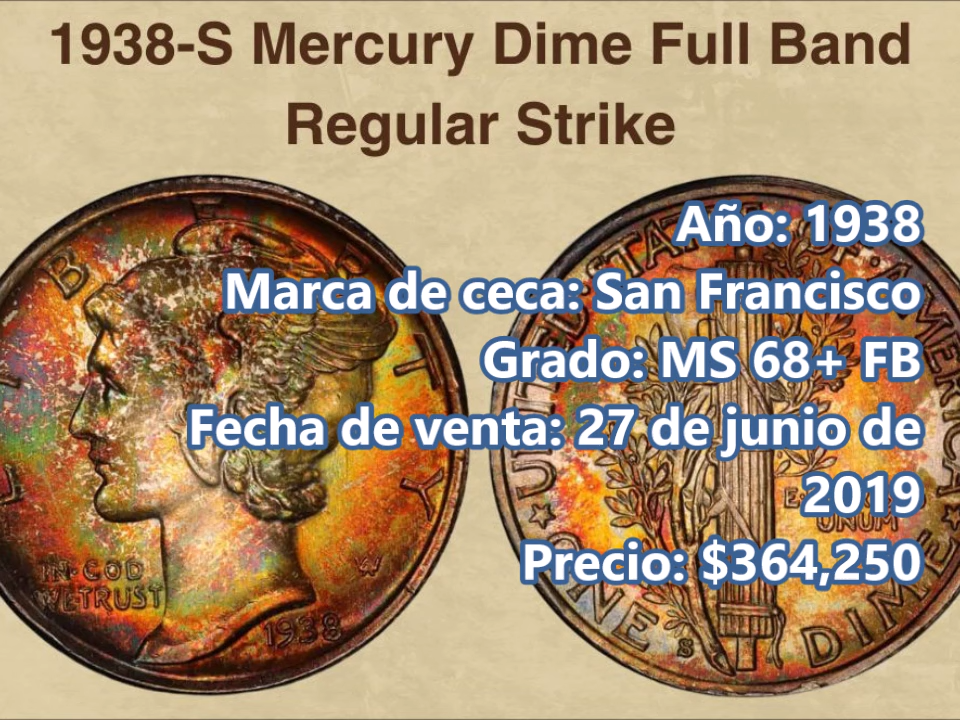 1938-S Mercury Dime Full Band
Regular Strike
Año: 1938
Marca de ceca: San Francisco
Grado: MS 68+ FB
Fecha de venta: 27 de junio de
2019
Precio: $364,250
IN·GOD
WE TRUST
1938
W
UNITED STATES OF AMERICA
UNUM
ONE DIME
S